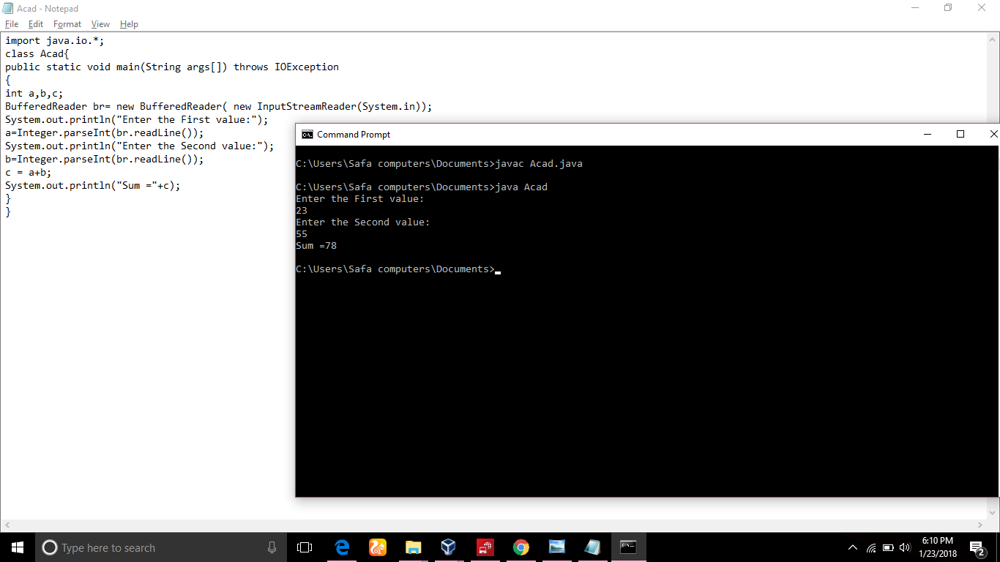 Acad - Notepad
File Edit Format View Help
import java.io.*;
class Acad{
public static void main(String args[]) throws IOException
{
int a,b,c;
BufferedReader br= new BufferedReader( new InputStreamReader(System.in));
System.out.println("Enter the First value:");
a=Integer.parseInt(br.readLine());
System.out.println("Enter the Second value:");
b=Integer.parseInt(br.readLine());
c = a+b;
System.out.println("Sum ="+c);
}
}
Command Prompt
C:\Users\Safa computers\Documents>javac Acad.java
C:\Users\Safa computers\Documents>java Acad
Enter the First value:
23
Enter the Second value:
55
Sum =78
C:\Users\Safa computers\Documents>
Type here to search
6:10 PM
1/23/2018
2